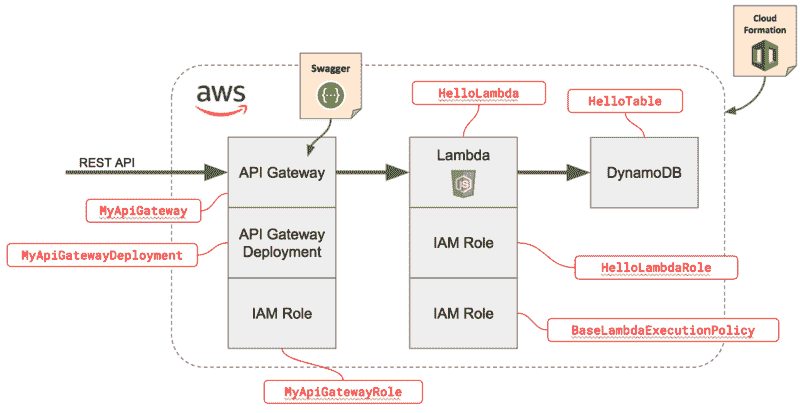 Cloud
Formation
Swagger
{...}
aws
HelloLambda
HelloTable
REST API
API Gateway
Lambda
JS
DynamoDB
MyApiGateway
API Gateway
Deployment
IAM Role
MyApiGatewayDeployment
HelloLambdaRole
IAM Role
IAM Role
BaseLambdaExecutionPolicy
MyApiGatewayRole